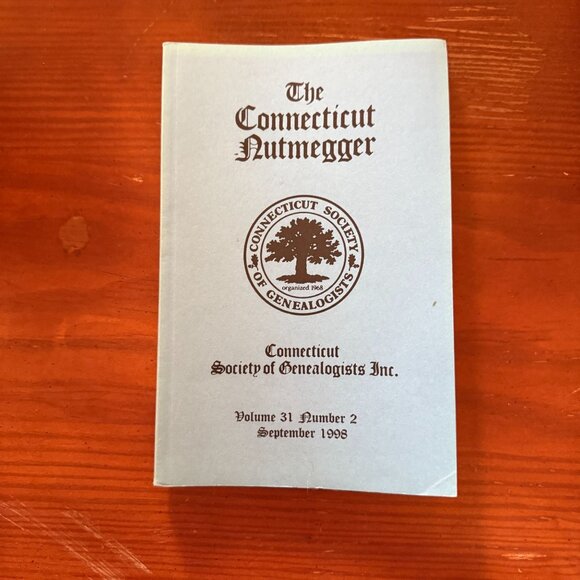 The
Connecticut
Nutmegger
CONNECTICUT SOCIETY
OF GENEALOGISTS
organized 1968
Connecticut
Society of Genealogists Inc.
Volume 31 Number 2
September 1998